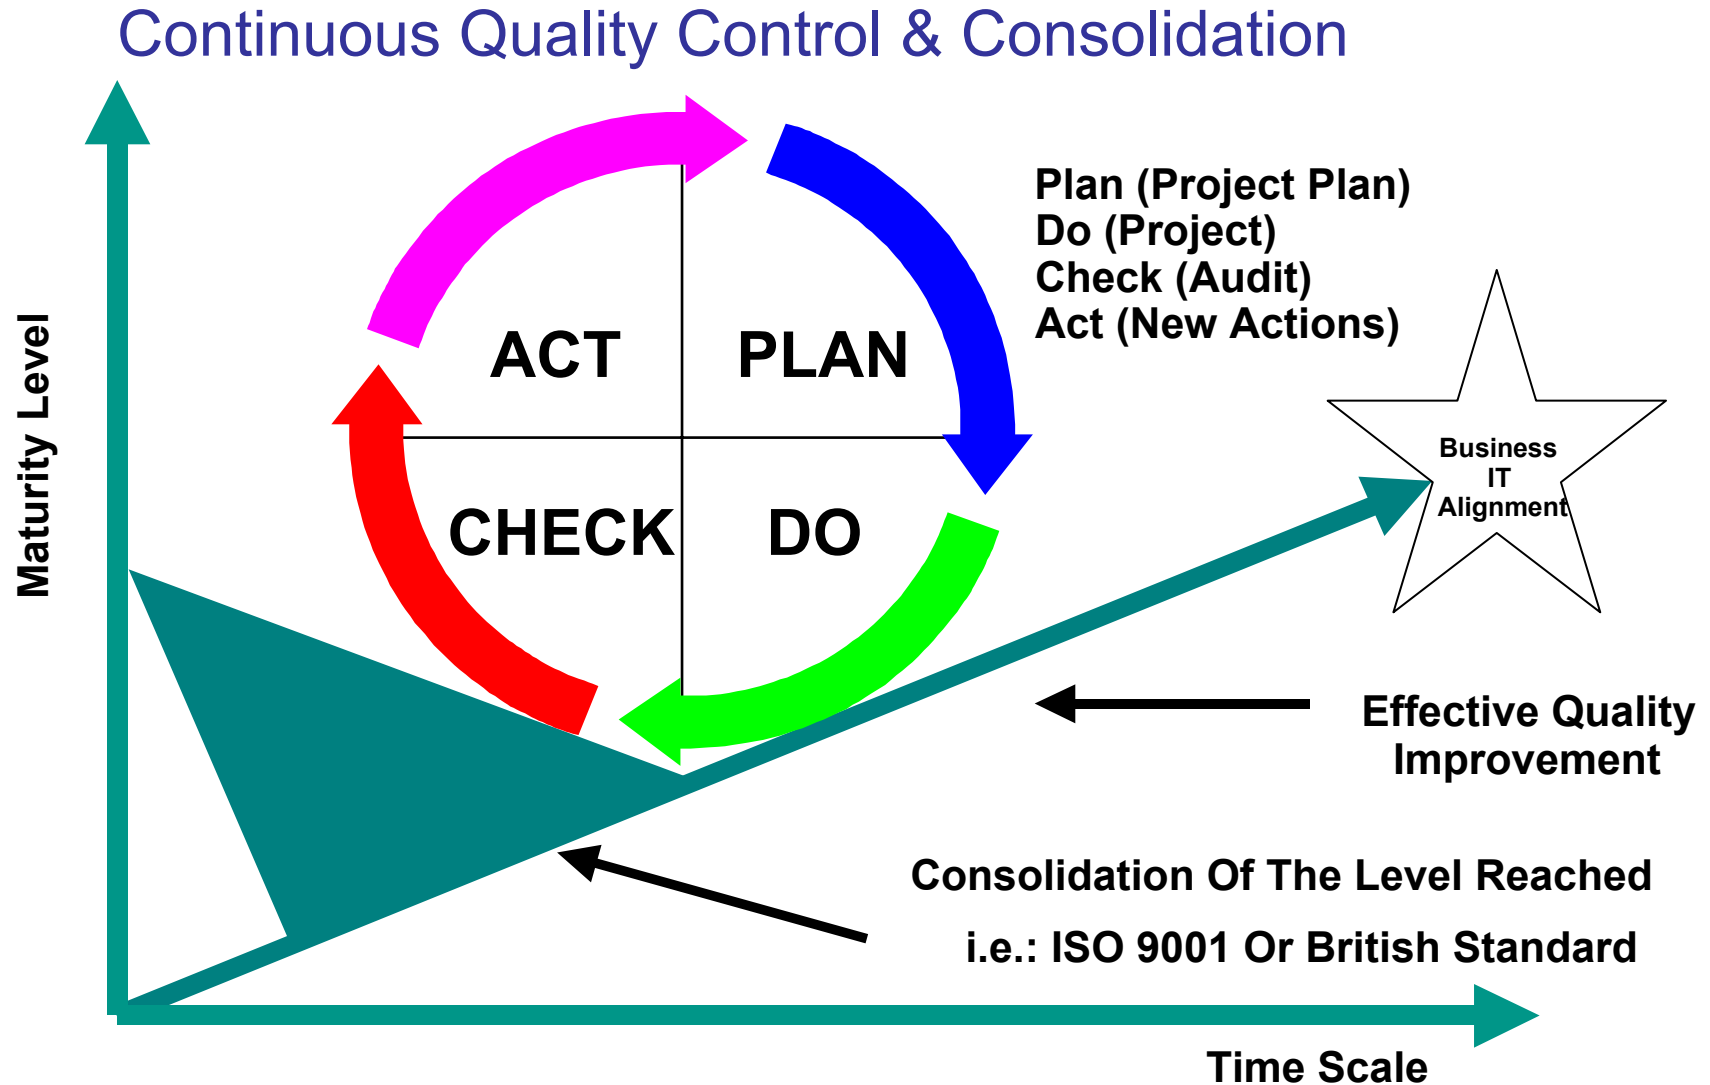 Continuous Quality Control & Consolidation
Maturity Level
ACT
PLAN
CHECK
DO
Plan (Project Plan)
Do (Project)
Check (Audit)
Act (New Actions)
Business
IT
Alignment
Effective Quality
Improvement
Consolidation Of The Level Reached
i.e.: ISO 9001 Or British Standard
Time Scale